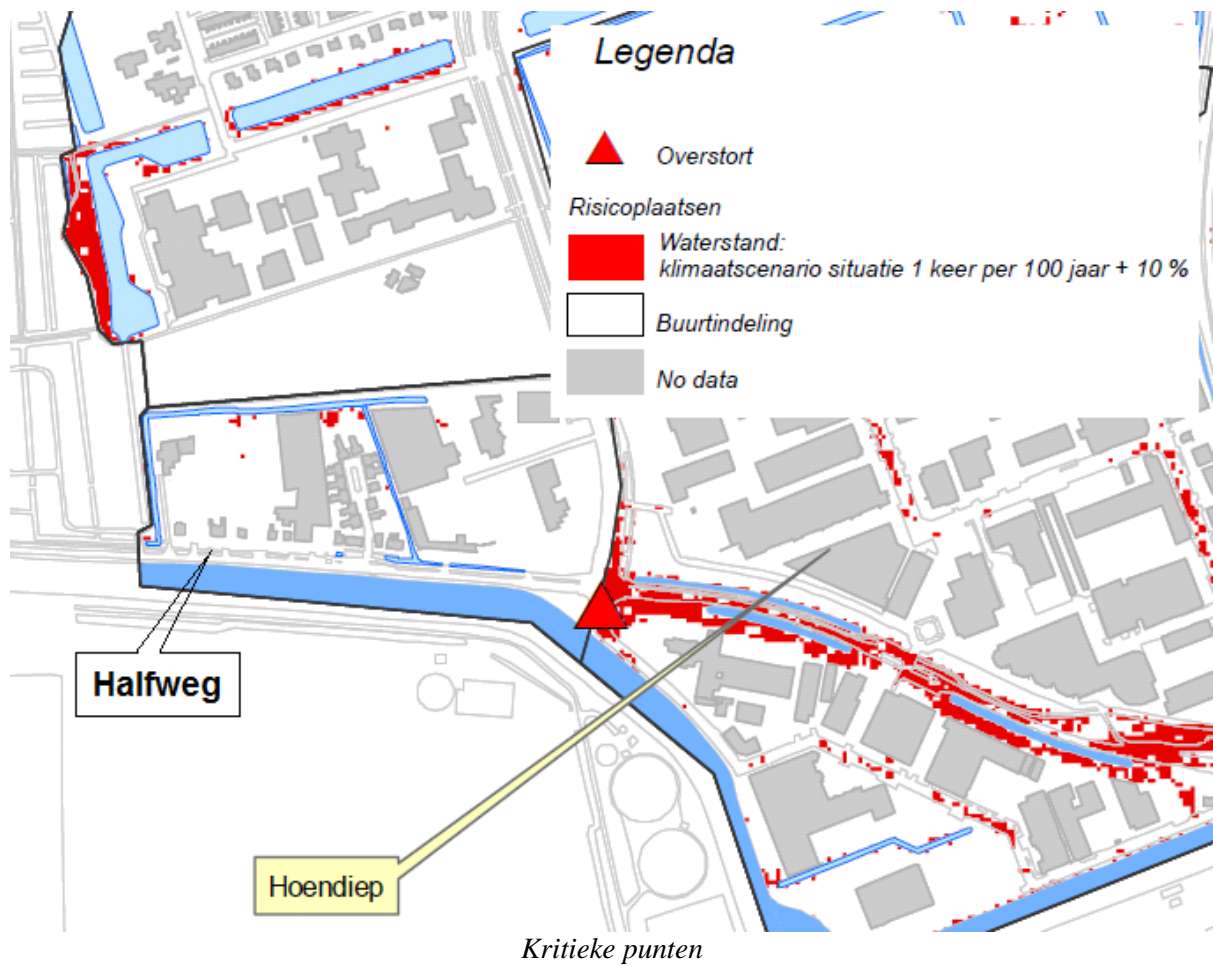 Legenda
Overstort
Risicoplaatsen
Waterstand:
klimaatscenario situatie 1 keer per 100 jaar + 10 %
Buurtindeling
No data
Halfweg
Hoendiep
Kritieke punten